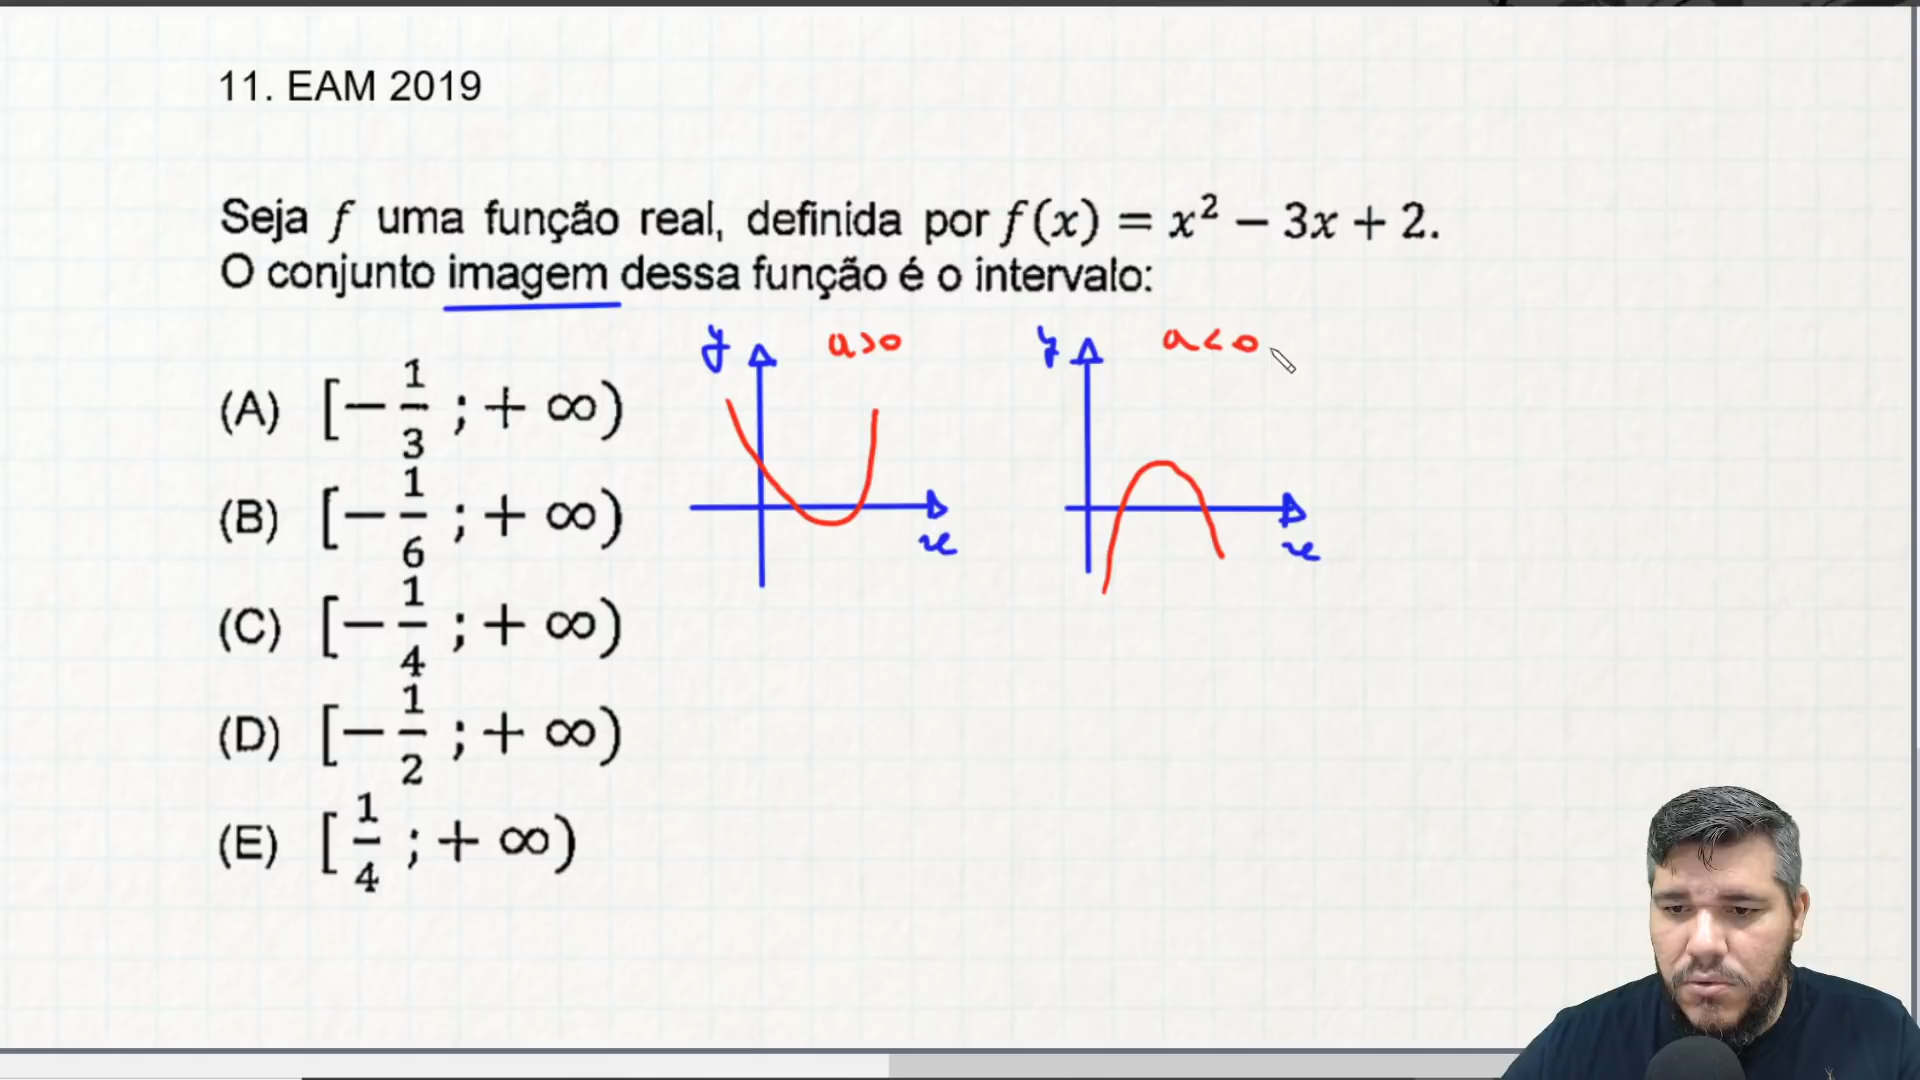 11. EAM 2019
Seja f uma função real, definida por f(x) = x² − 3x + 2.
O conjunto imagem dessa função é o intervalo:
(A) [− 1/3 ; + ∞)
(B) [− 1/6 ; + ∞)
(C) [− 1/4 ; + ∞)
(D) [− 1/2 ; + ∞)
(E) [ 1/4 ; + ∞)
y a>0
x
y a<0
x